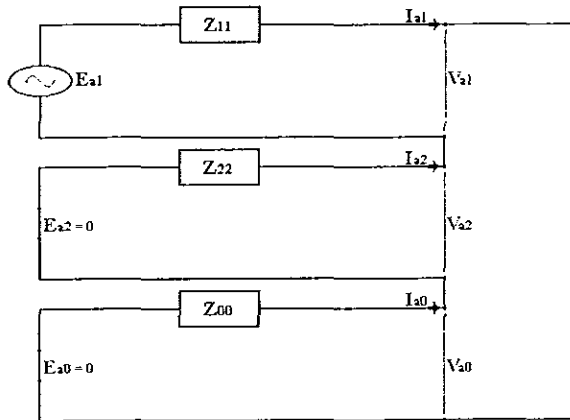 Z11
Ia1
Ea1
Va1
Z22
Ia2
Ea2 = 0
Va2
Z00
Ia0
Ea0 = 0
Va0